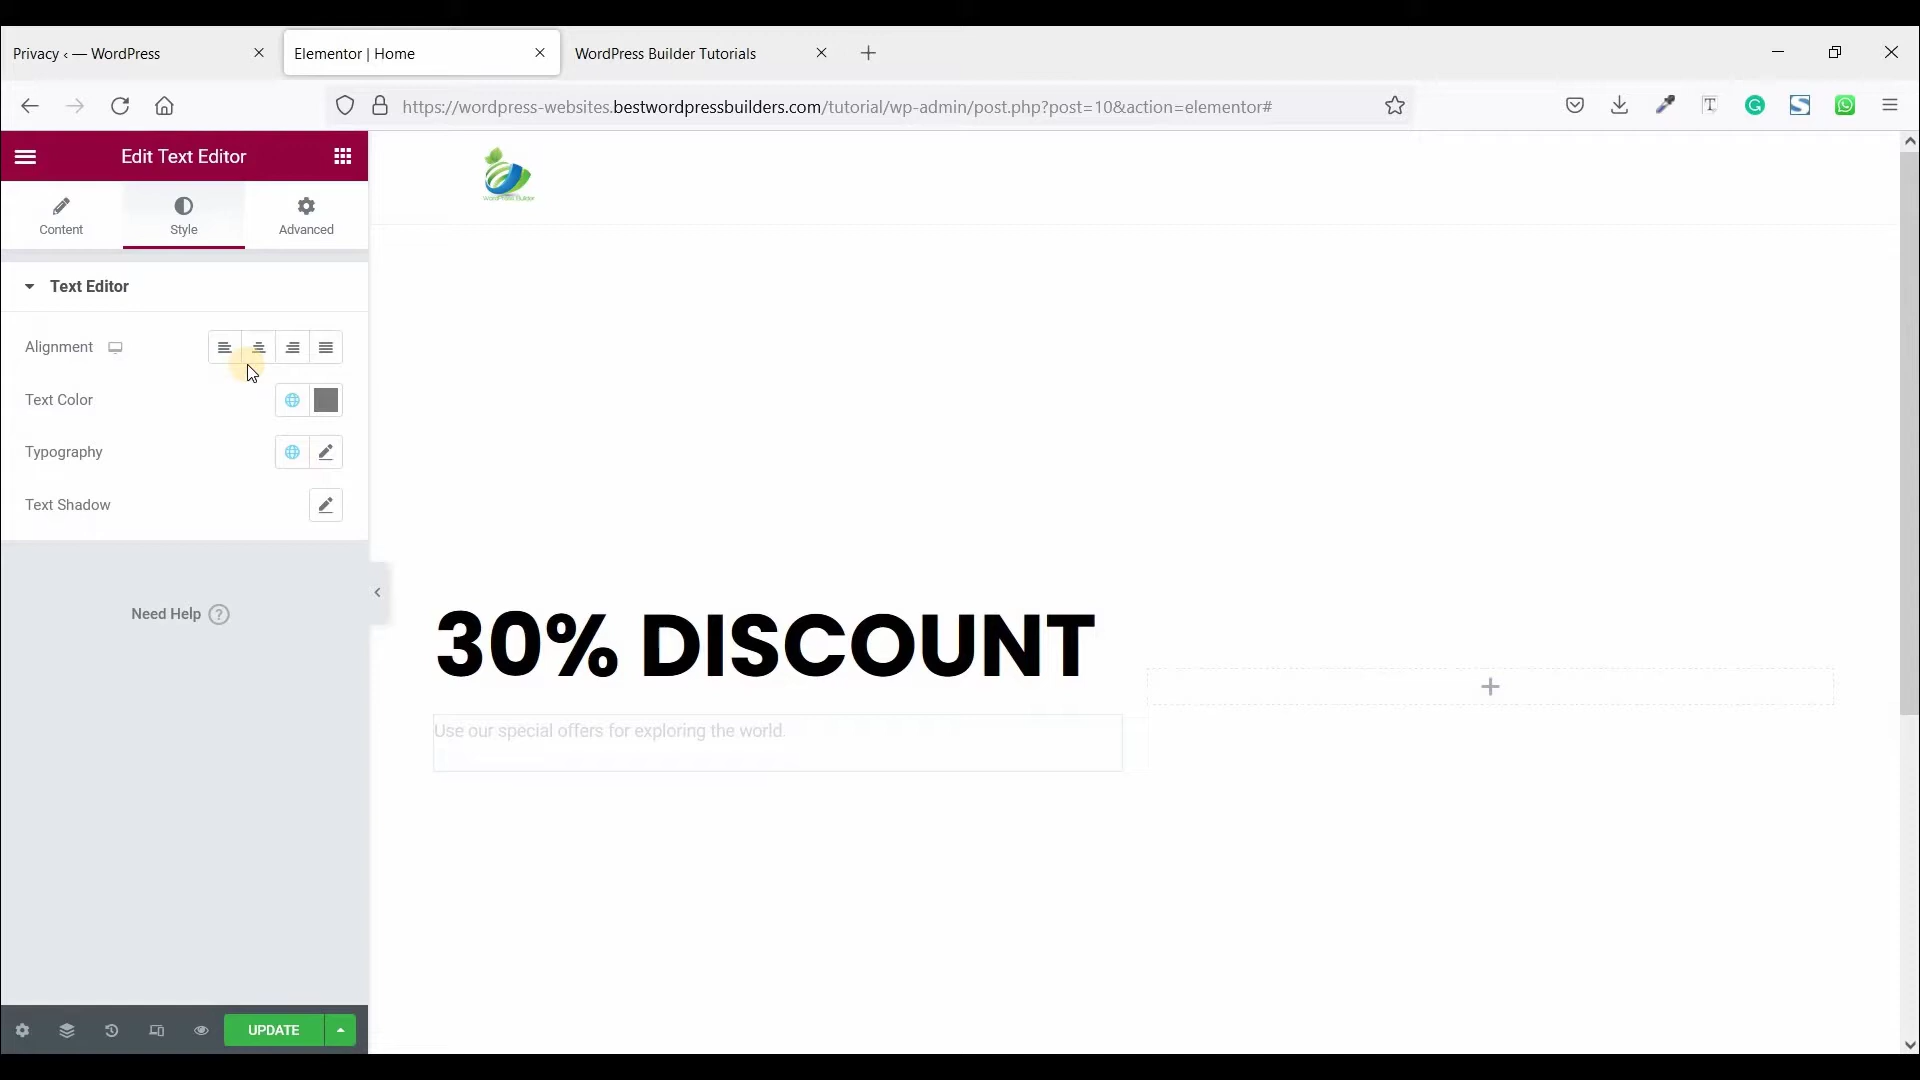 Privacy ‹ — WordPress
Elementor | Home
WordPress Builder Tutorials
https://wordpress-websites.bestwordpressbuilders.com/tutorial/wp-admin/post.php?post=10&action=elementor#
Edit Text Editor
Content
Style
Advanced
Text Editor
Alignment
Text Color
Typography
Text Shadow
Need Help ?
UPDATE
WordPress Builder
30% DISCOUNT
Use our special offers for exploring the world.